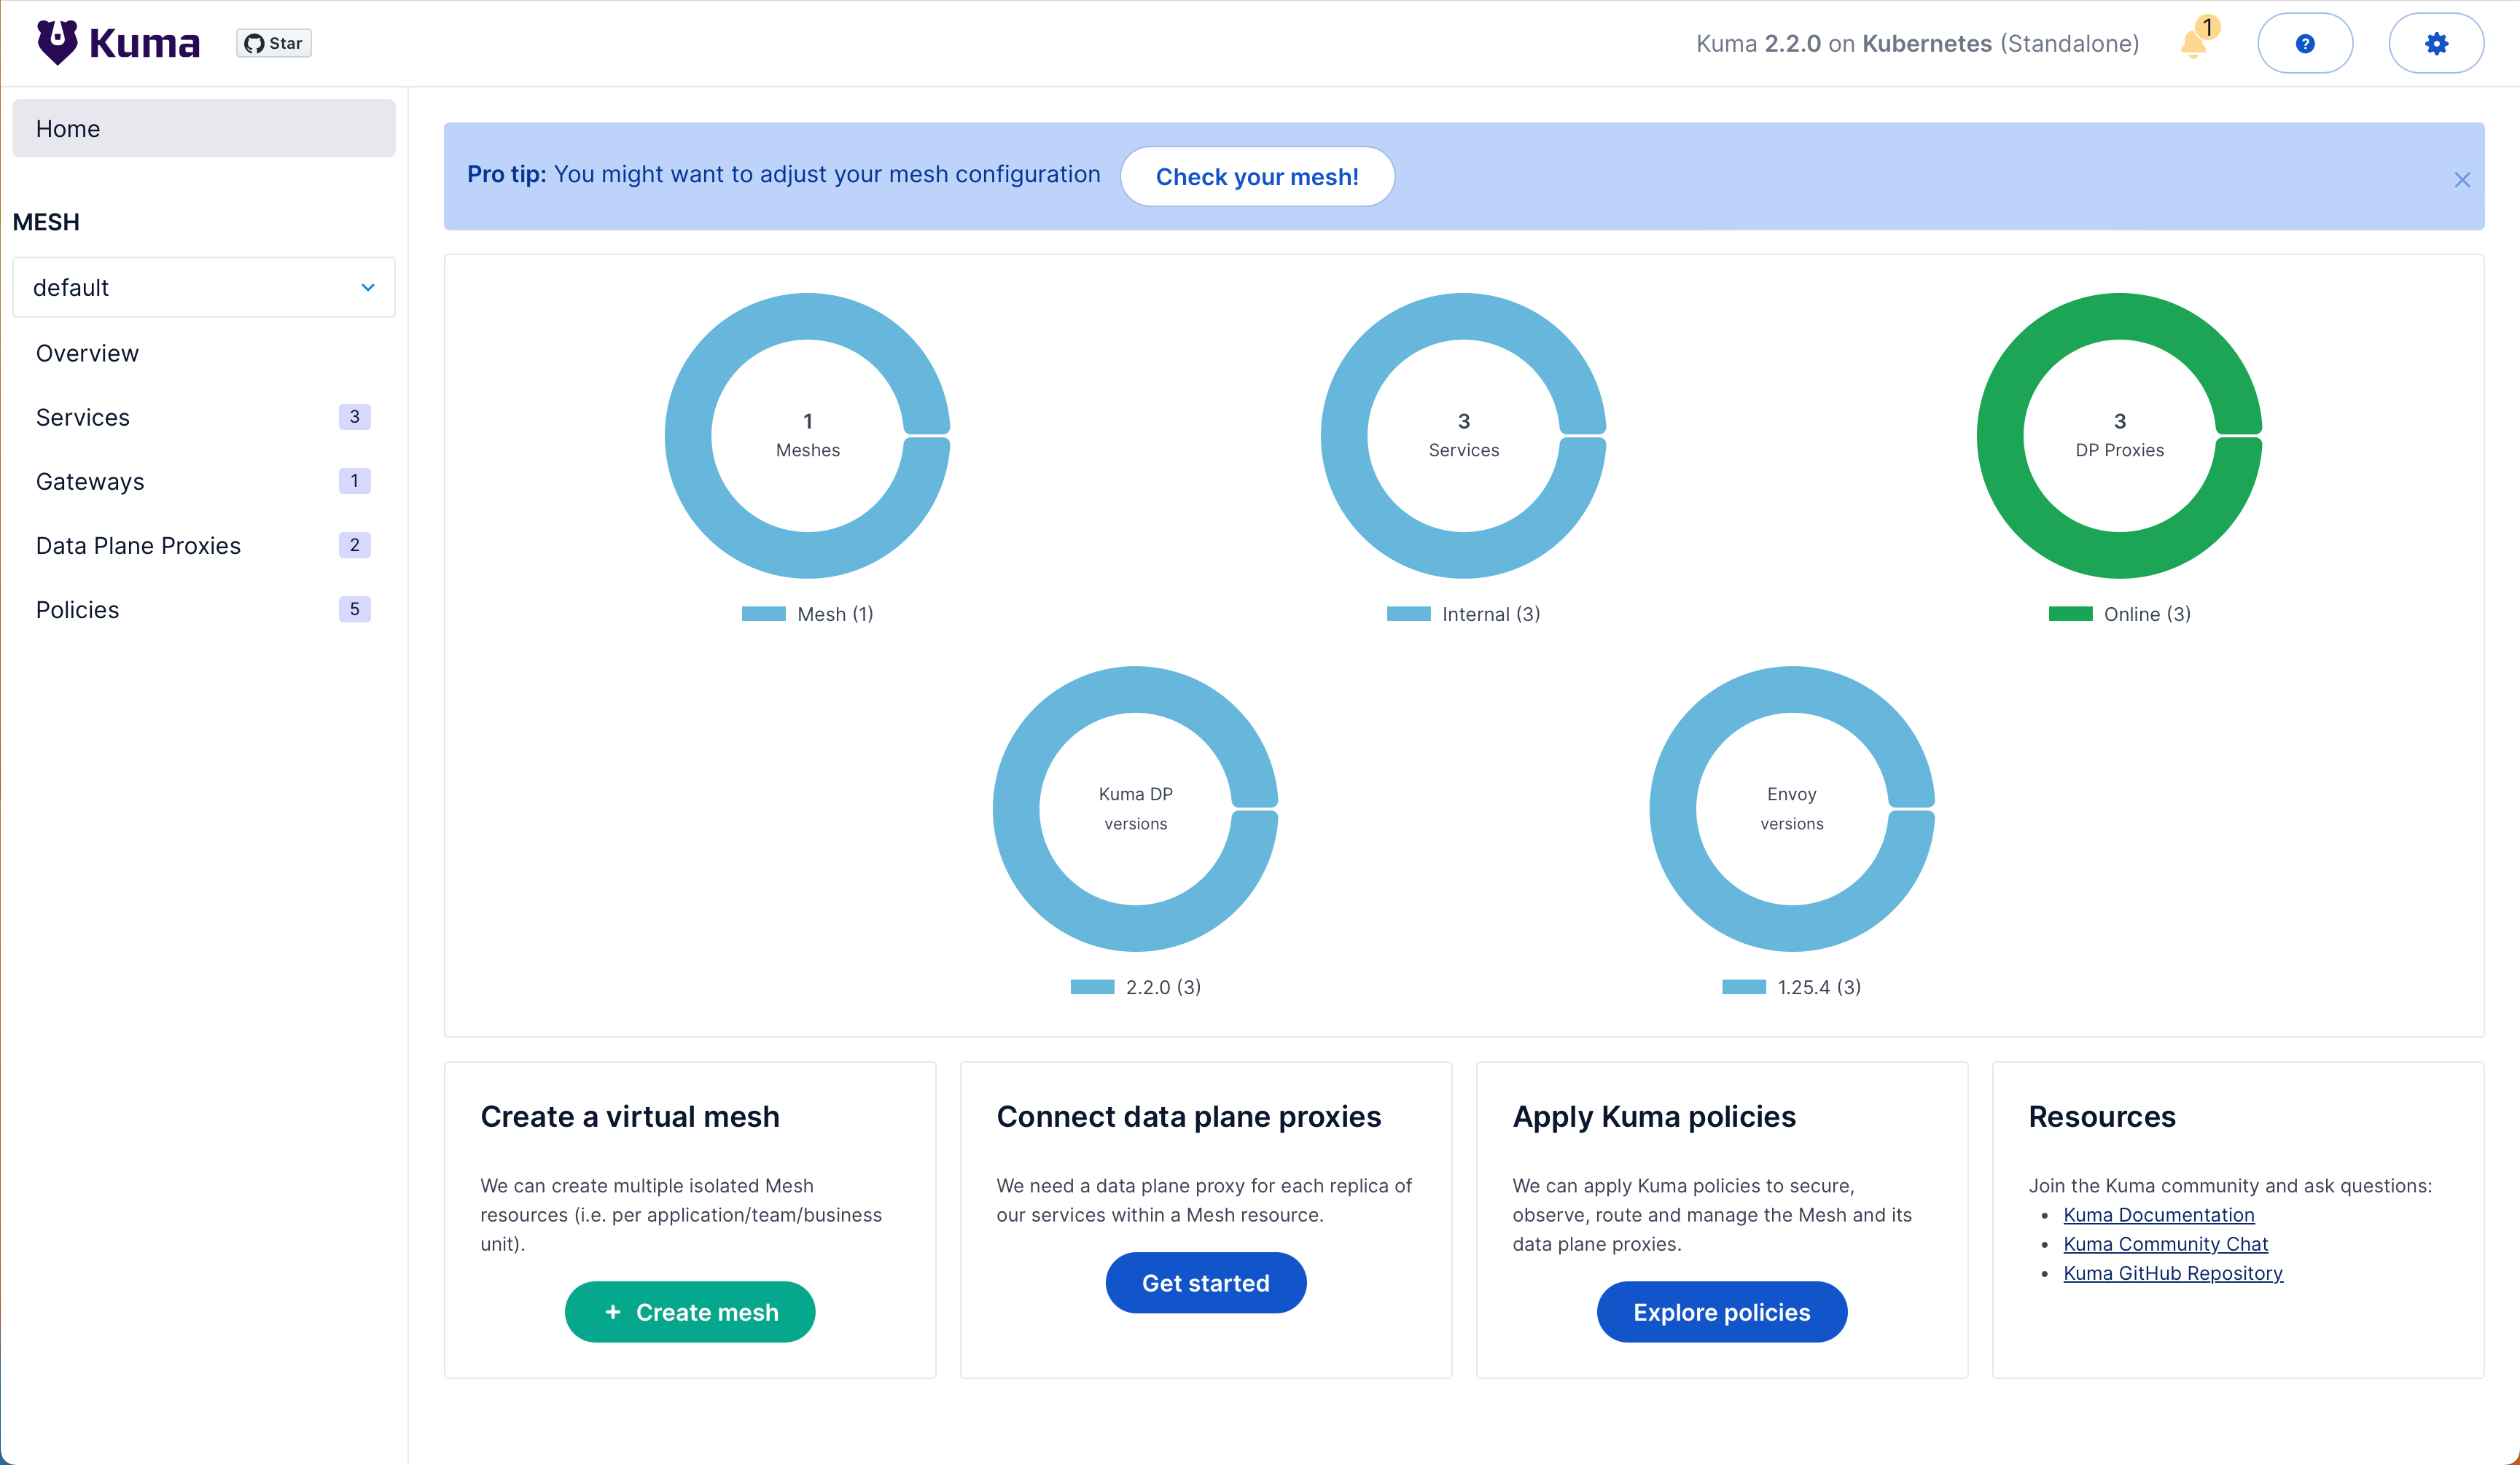 Kuma
Star
Kuma 2.2.0 on Kubernetes (Standalone)
1
?
Home
MESH
default
Overview
Services 3
Gateways 1
Data Plane Proxies 2
Policies 5
Pro tip: You might want to adjust your mesh configuration
Check your mesh!
1
Meshes
Mesh (1)
3
Services
Internal (3)
3
DP Proxies
Online (3)
Kuma DP
versions
2.2.0 (3)
Envoy
versions
1.25.4 (3)
Create a virtual mesh
We can create multiple isolated Mesh
resources (i.e. per application/team/business
unit).
+ Create mesh
Connect data plane proxies
We need a data plane proxy for each replica of
our services within a Mesh resource.
Get started
Apply Kuma policies
We can apply Kuma policies to secure,
observe, route and manage the Mesh and its
data plane proxies.
Explore policies
Resources
Join the Kuma community and ask questions:
• Kuma Documentation
• Kuma Community Chat
• Kuma GitHub Repository